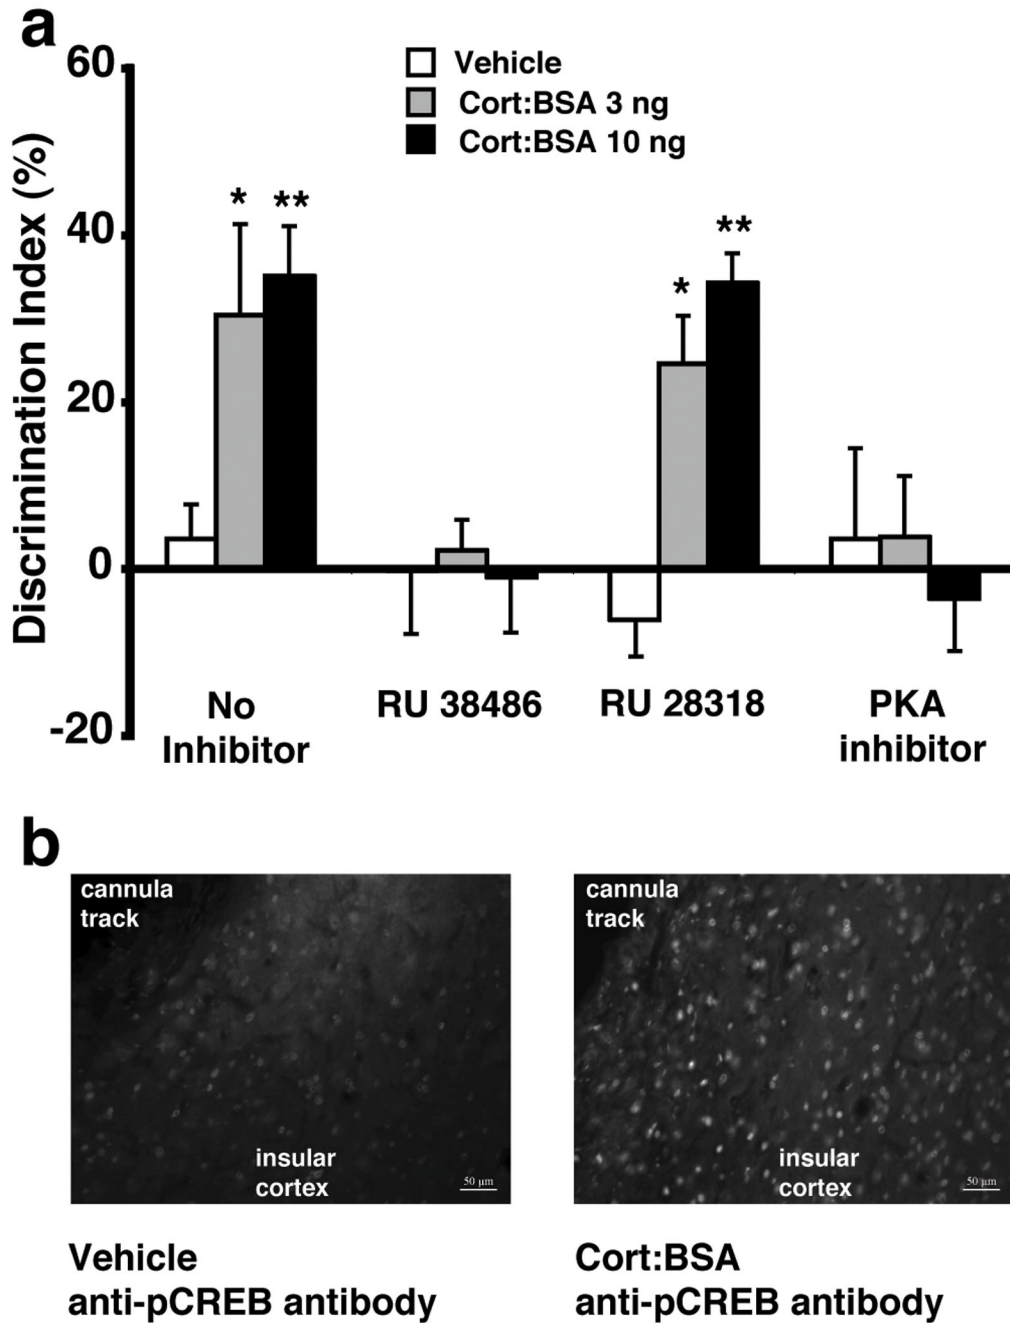 a
60
40
20
0
-20
Discrimination Index (%)
Vehicle
Cort:BSA 3 ng
Cort:BSA 10 ng
* **
* **
No
Inhibitor
RU 38486
RU 28318
PKA
inhibitor
b
cannula
track
insular
cortex
50 µm
cannula
track
insular
cortex
50 µm
Vehicle
anti-pCREB antibody
Cort:BSA
anti-pCREB antibody